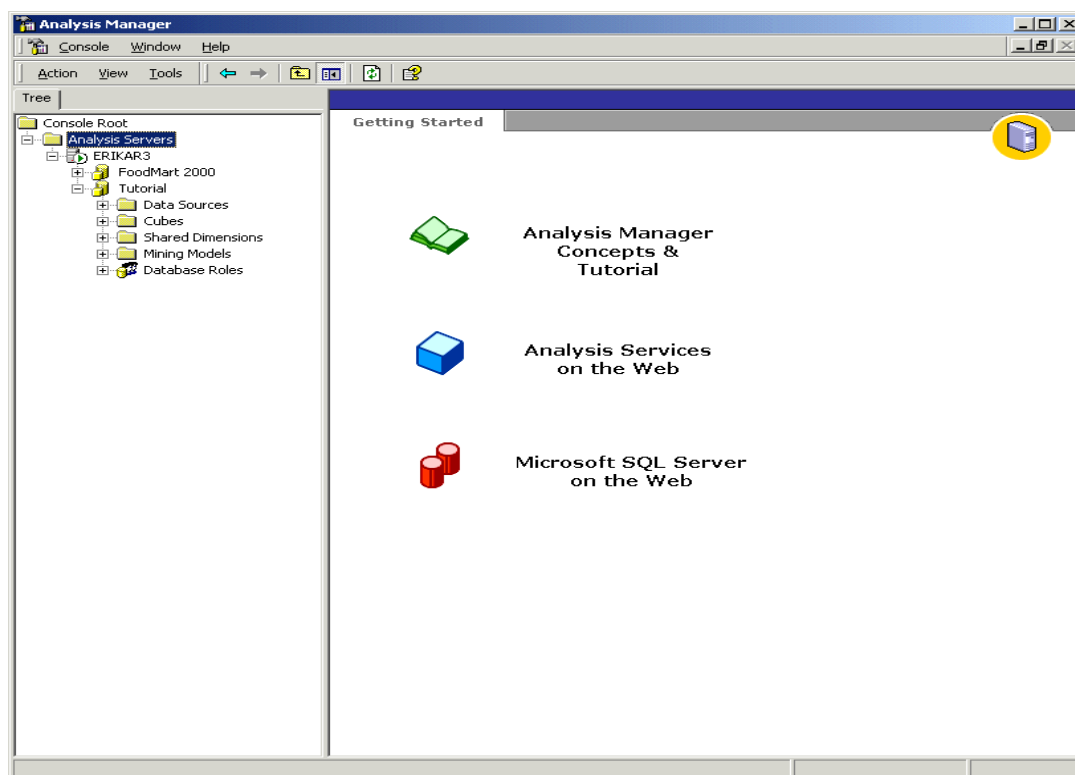 Analysis Manager
Console Window Help
Action View Tools
Tree
Console Root
Analysis Servers
ERIKAR3
FoodMart 2000
Tutorial
Data Sources
Cubes
Shared Dimensions
Mining Models
Database Roles
Getting Started
Analysis Manager
Concepts &
Tutorial
Analysis Services
on the Web
Microsoft SQL Server
on the Web